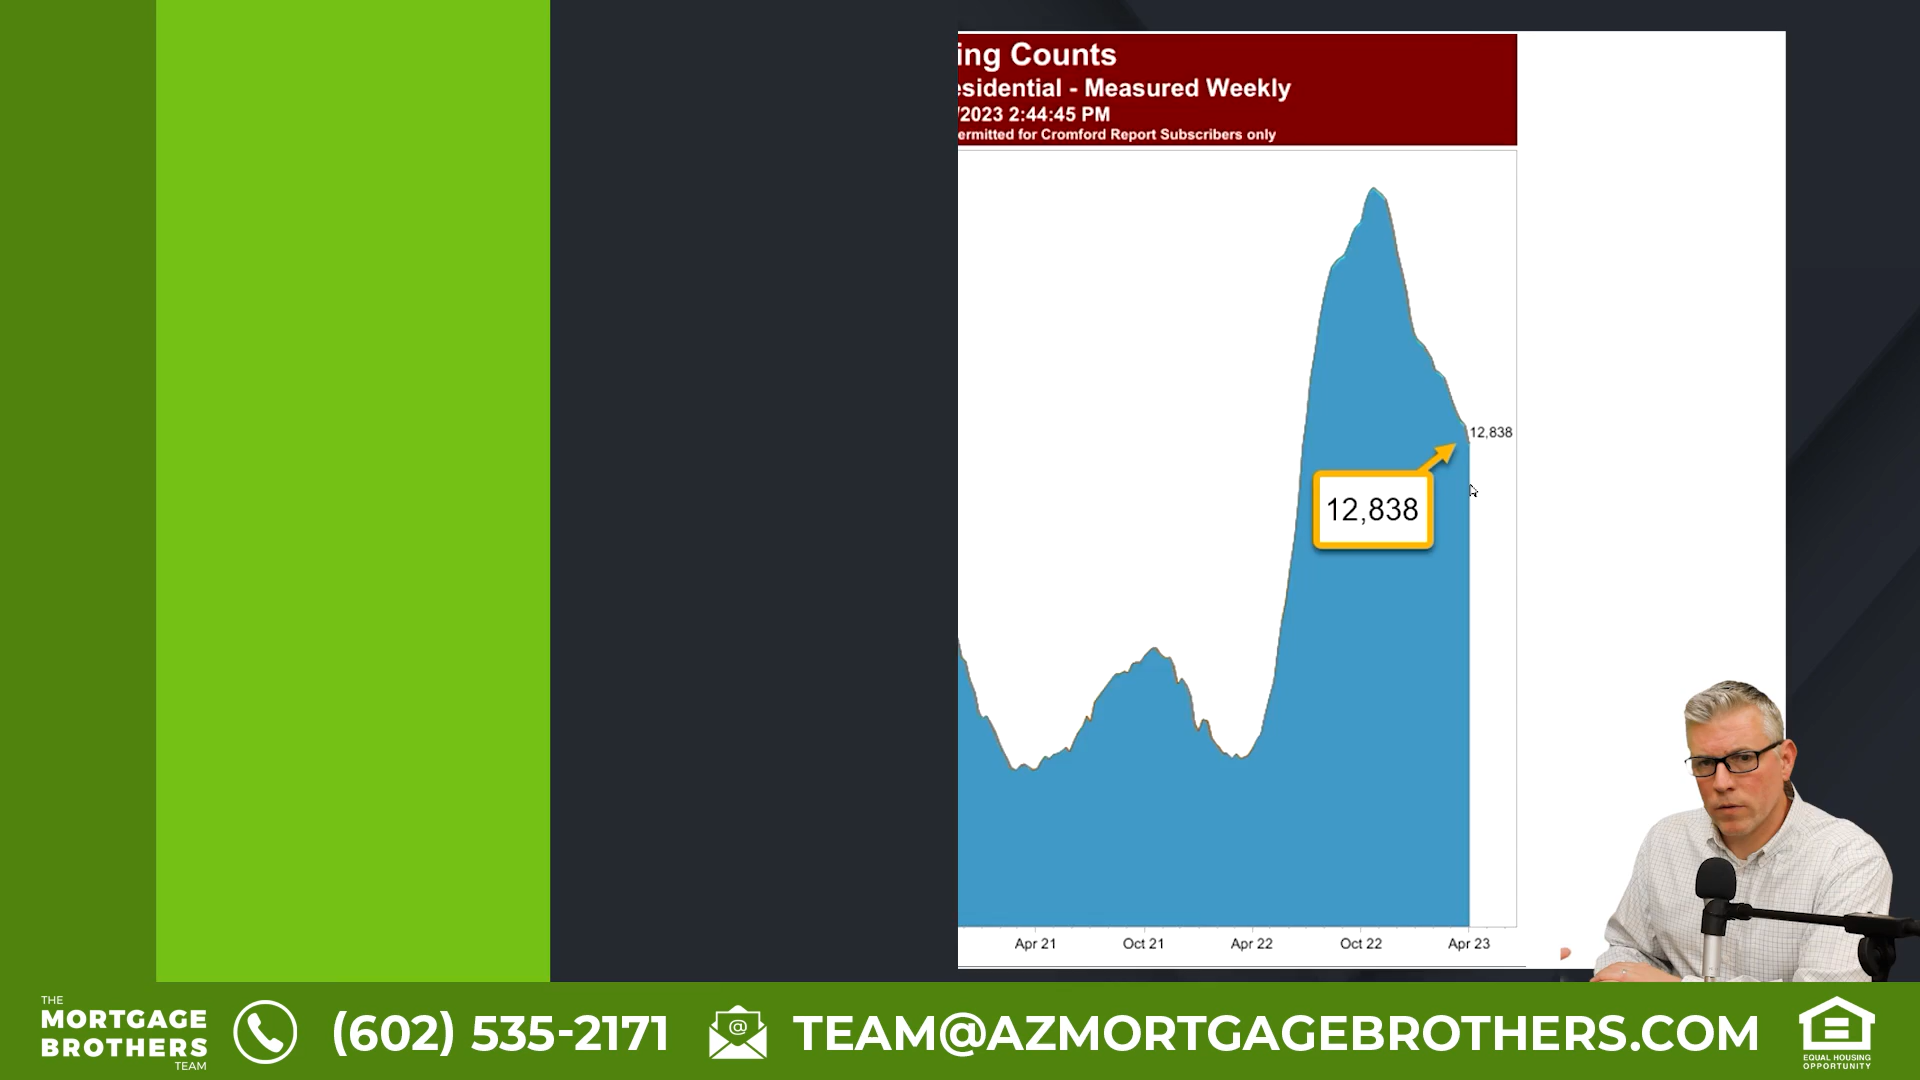 ing Counts
esidential - Measured Weekly
/2023 2:44:45 PM
ermitted for Cromford Report Subscribers only
12,838
12,838
Apr 21
Oct 21
Apr 22
Oct 22
Apr 23
THE
MORTGAGE
BROTHERS
TEAM
(602) 535-2171
@
TEAM@AZMORTGAGEBROTHERS.COM
EQUAL HOUSING
OPPORTUNITY